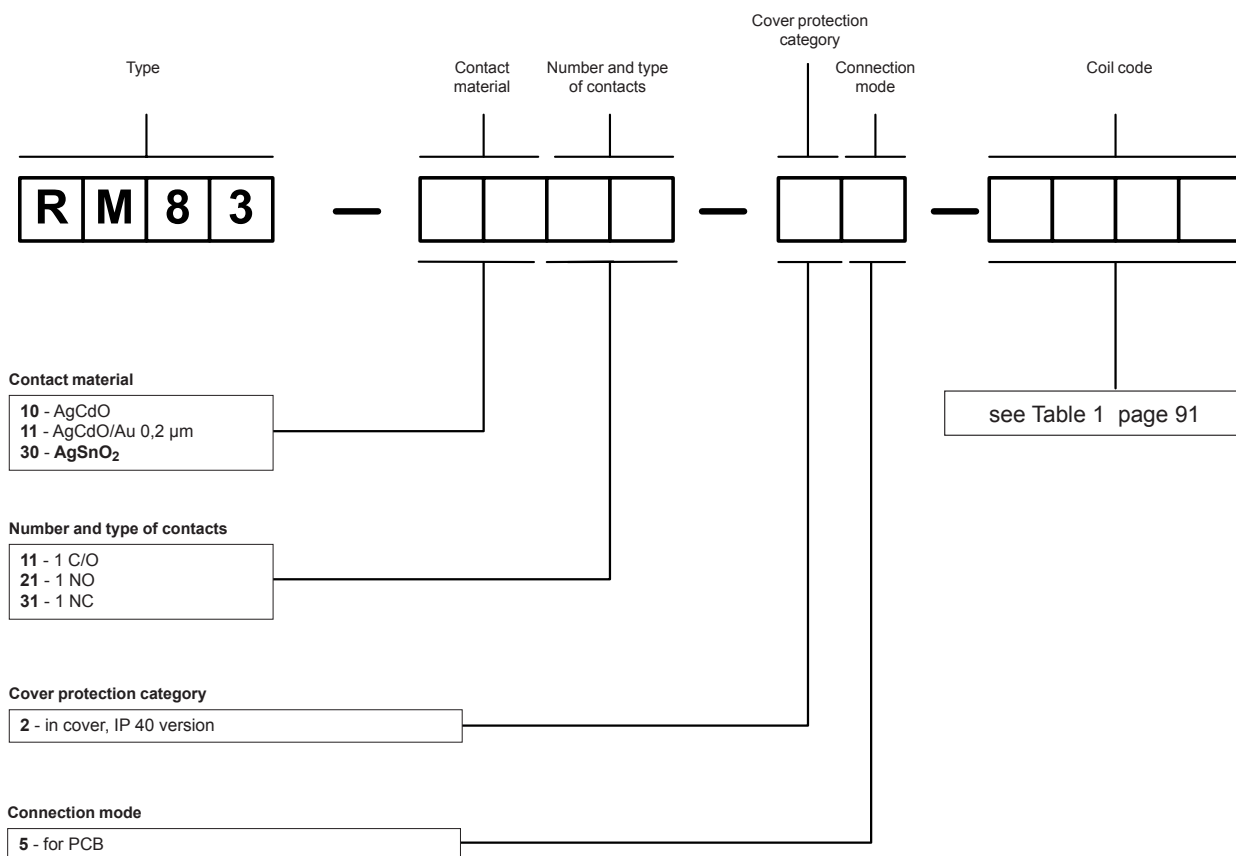 Cover protection
category
Type
Contact
material
Number and type
of contacts
Connection
mode
Coil code
RM83 — — —
Contact material
10 - AgCdO
11 - AgCdO/Au 0,2 µm
30 - AgSnO₂
see Table 1 page 91
Number and type of contacts
11 - 1 C/O
21 - 1 NO
31 - 1 NC
Cover protection category
2 - in cover, IP 40 version
Connection mode
5 - for PCB